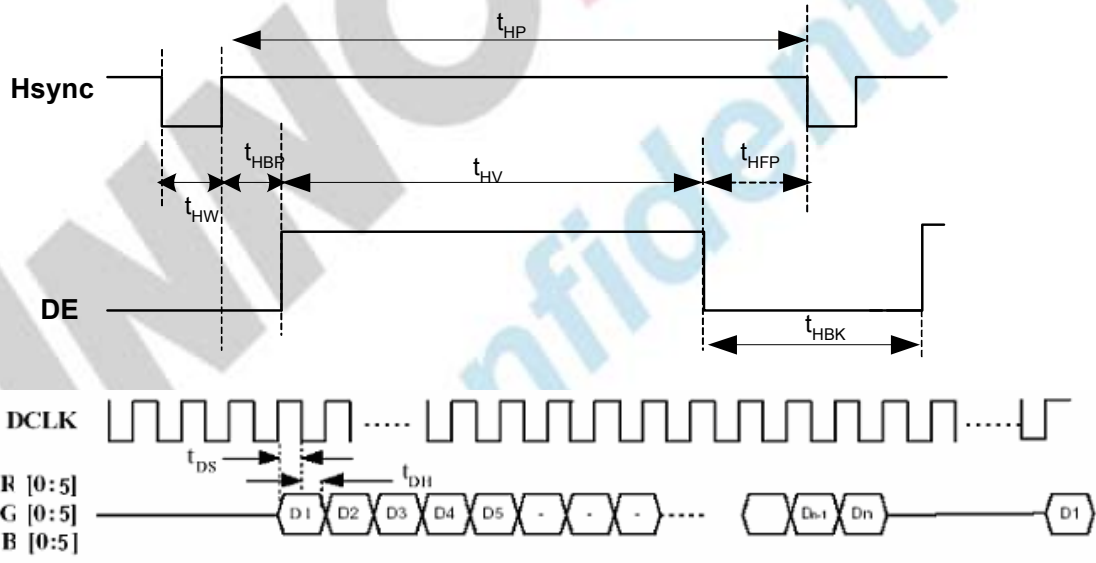 tHP
Hsync
tHBP
tHV
tHFP
tHW
DE
tHBK
DCLK
tDS
tDH
R [0:5]
G [0:5]
B [0:5]
D1 D2 D3 D4 D5 - - - Dn-1 Dn D1